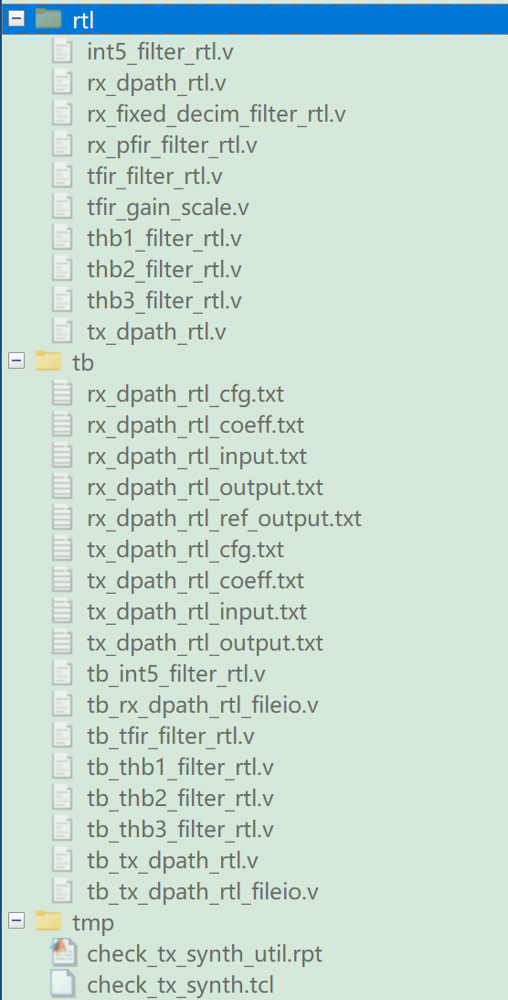 rtl
int5_filter_rtl.v
rx_dpath_rtl.v
rx_fixed_decim_filter_rtl.v
rx_pfir_filter_rtl.v
tfir_filter_rtl.v
tfir_gain_scale.v
thb1_filter_rtl.v
thb2_filter_rtl.v
thb3_filter_rtl.v
tx_dpath_rtl.v
tb
rx_dpath_rtl_cfg.txt
rx_dpath_rtl_coeff.txt
rx_dpath_rtl_input.txt
rx_dpath_rtl_output.txt
rx_dpath_rtl_ref_output.txt
tx_dpath_rtl_cfg.txt
tx_dpath_rtl_coeff.txt
tx_dpath_rtl_input.txt
tx_dpath_rtl_output.txt
tb_int5_filter_rtl.v
tb_rx_dpath_rtl_fileio.v
tb_tfir_filter_rtl.v
tb_thb1_filter_rtl.v
tb_thb2_filter_rtl.v
tb_thb3_filter_rtl.v
tb_tx_dpath_rtl.v
tb_tx_dpath_rtl_fileio.v
tmp
check_tx_synth_util.rpt
check_tx_synth.tcl